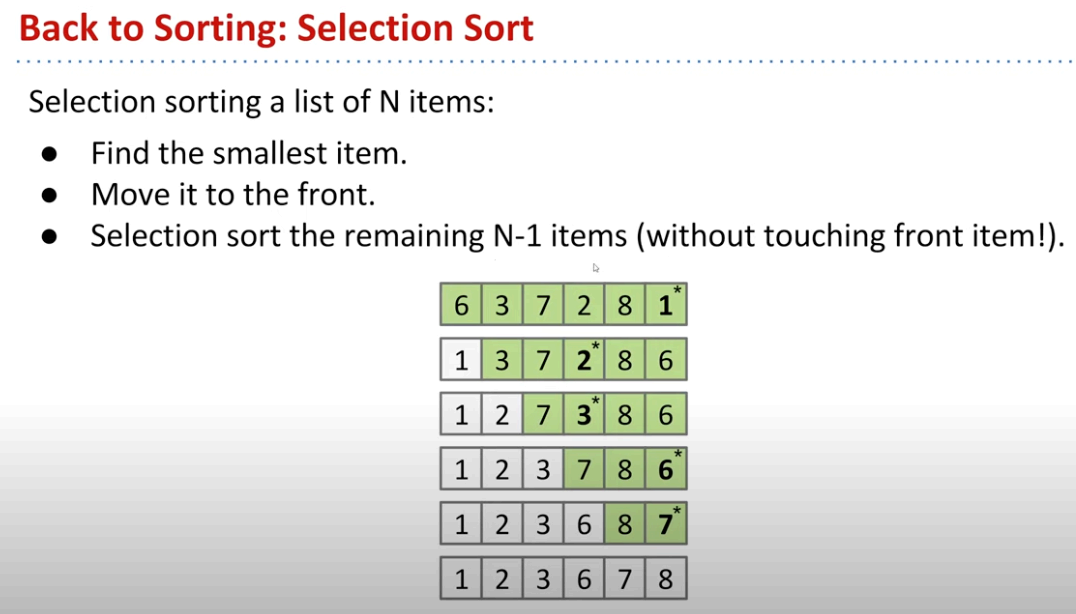 Back to Sorting: Selection Sort
Selection sorting a list of N items:
● Find the smallest item.
● Move it to the front.
● Selection sort the remaining N-1 items (without touching front item!).
6 3 7 2 8 1*
1 3 7 2* 8 6
1 2 7 3* 8 6
1 2 3 7 8 6*
1 2 3 6 8 7*
1 2 3 6 7 8